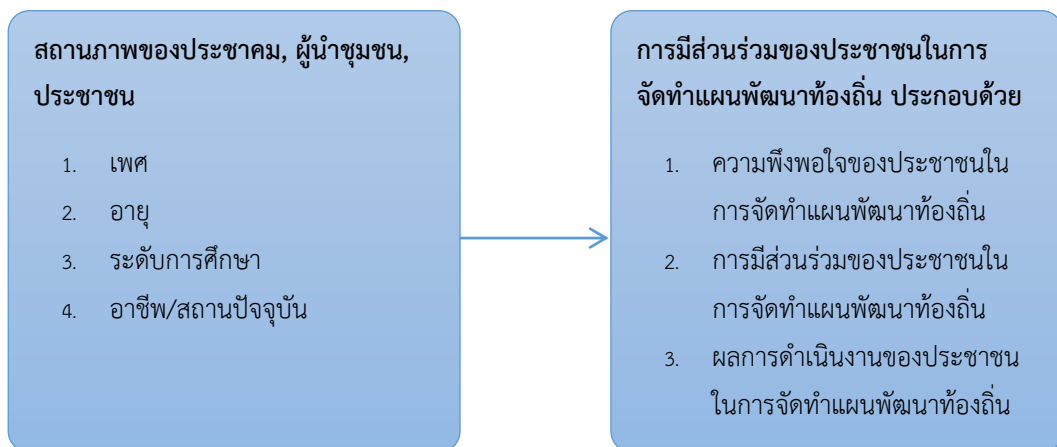 สถานภาพของประชาคม, ผู้นำชุมชน,
ประชาชน
1. เพศ
2. อายุ
3. ระดับการศึกษา
4. อาชีพ/สถานปัจจุบัน
การมีส่วนร่วมของประชาชนในการ
จัดทำแผนพัฒนาท้องถิ่น ประกอบด้วย
1. ความพึงพอใจของประชาชนใน
การจัดทำแผนพัฒนาท้องถิ่น
2. การมีส่วนร่วมของประชาชนใน
การจัดทำแผนพัฒนาท้องถิ่น
3. ผลการดำเนินงานของประชาชน
ในการจัดทำแผนพัฒนาท้องถิ่น